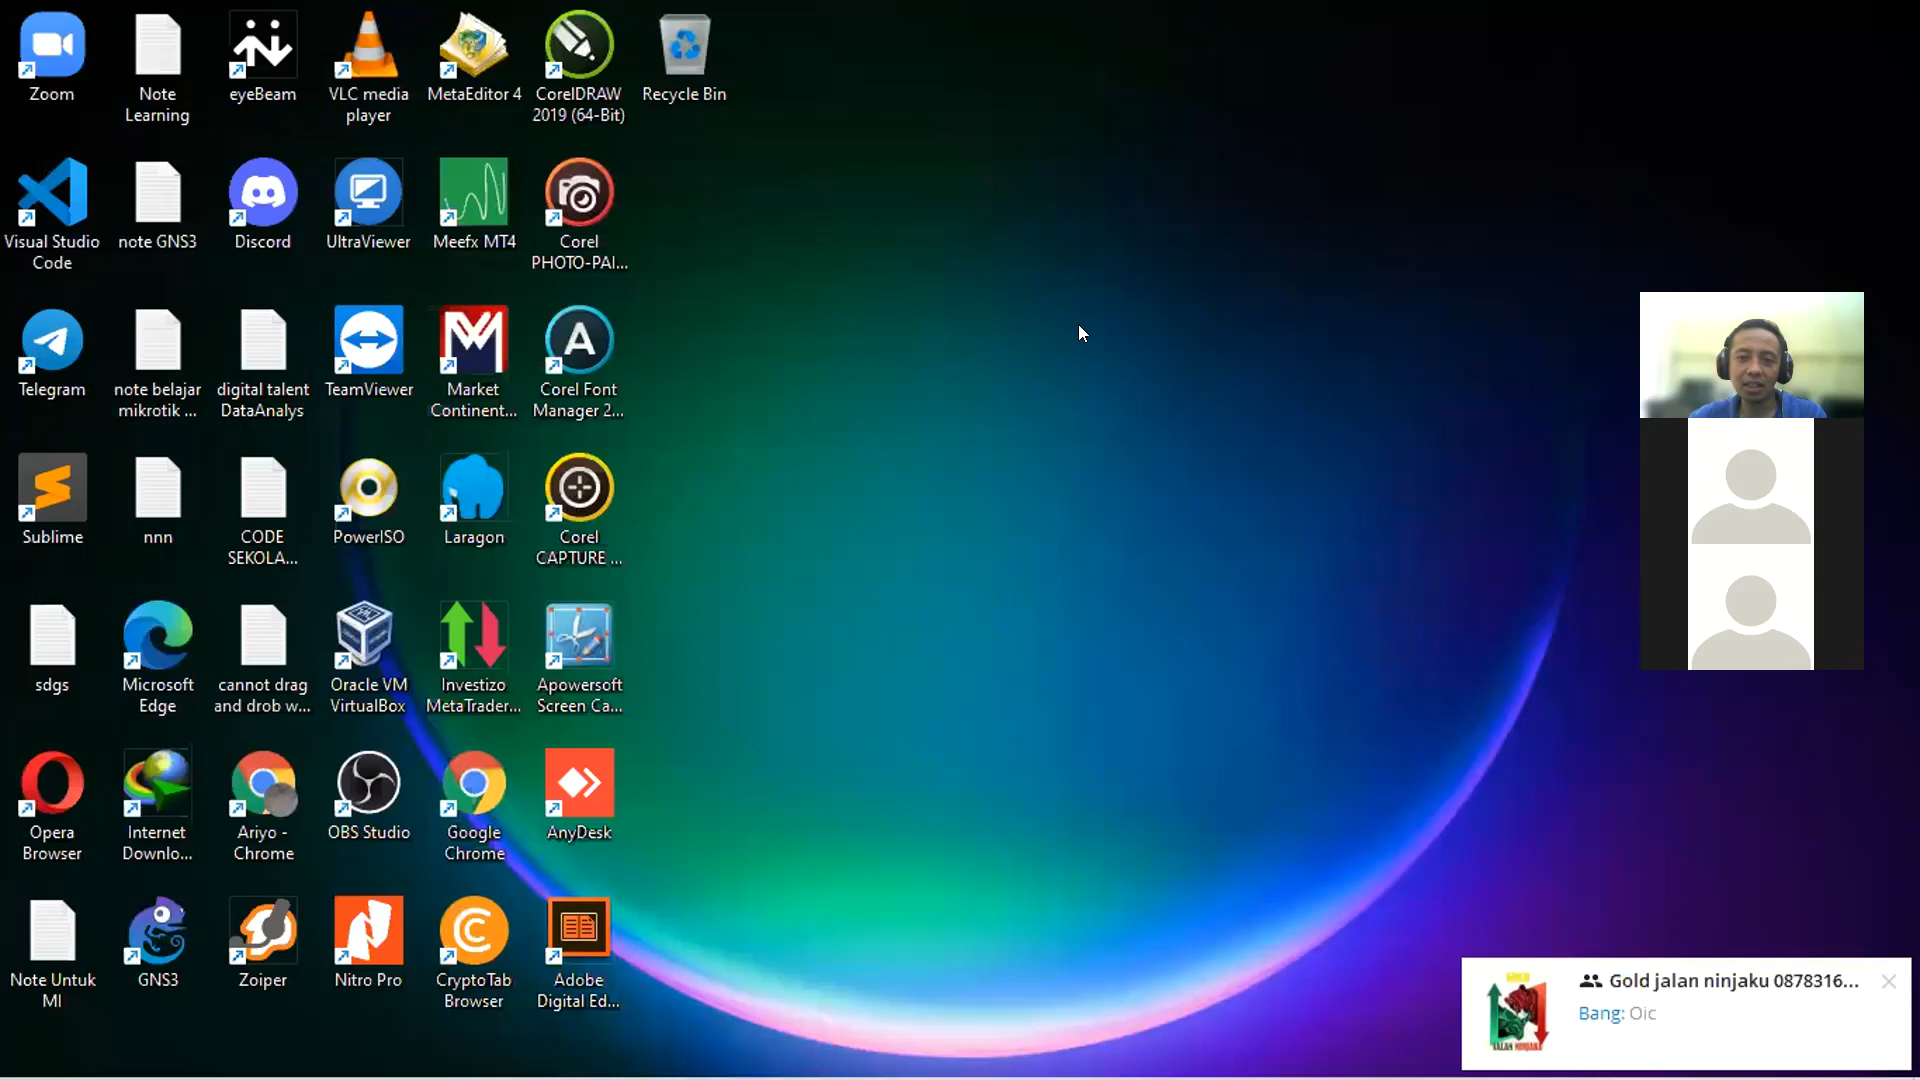 Zoom
Note
Learning
eyeBeam
VLC media
player
MetaEditor 4
CorelDRAW
2019 (64-Bit)
Recycle Bin
Visual Studio
Code
note GNS3
Discord
UltraViewer
Meefx MT4
Corel
PHOTO-PAI...
Telegram
note belajar
mikrotik ...
digital talent
DataAnalys
TeamViewer
Market
Continent...
Corel Font
Manager 2...
Sublime
nnn
CODE
SEKOLA...
PowerISO
Laragon
Corel
CAPTURE ...
sdgs
Microsoft
Edge
cannot drag
and drob w...
Oracle VM
VirtualBox
Investizo
MetaTrader...
Apowersoft
Screen Ca...
Opera
Browser
Internet
Downlo...
Ariyo -
Chrome
OBS Studio
Google
Chrome
AnyDesk
Note Untuk
MI
GNS3
Zoiper
Nitro Pro
CryptoTab
Browser
Adobe
Digital Ed...
Gold jalan ninjaku 0878316...
Bang: Oic